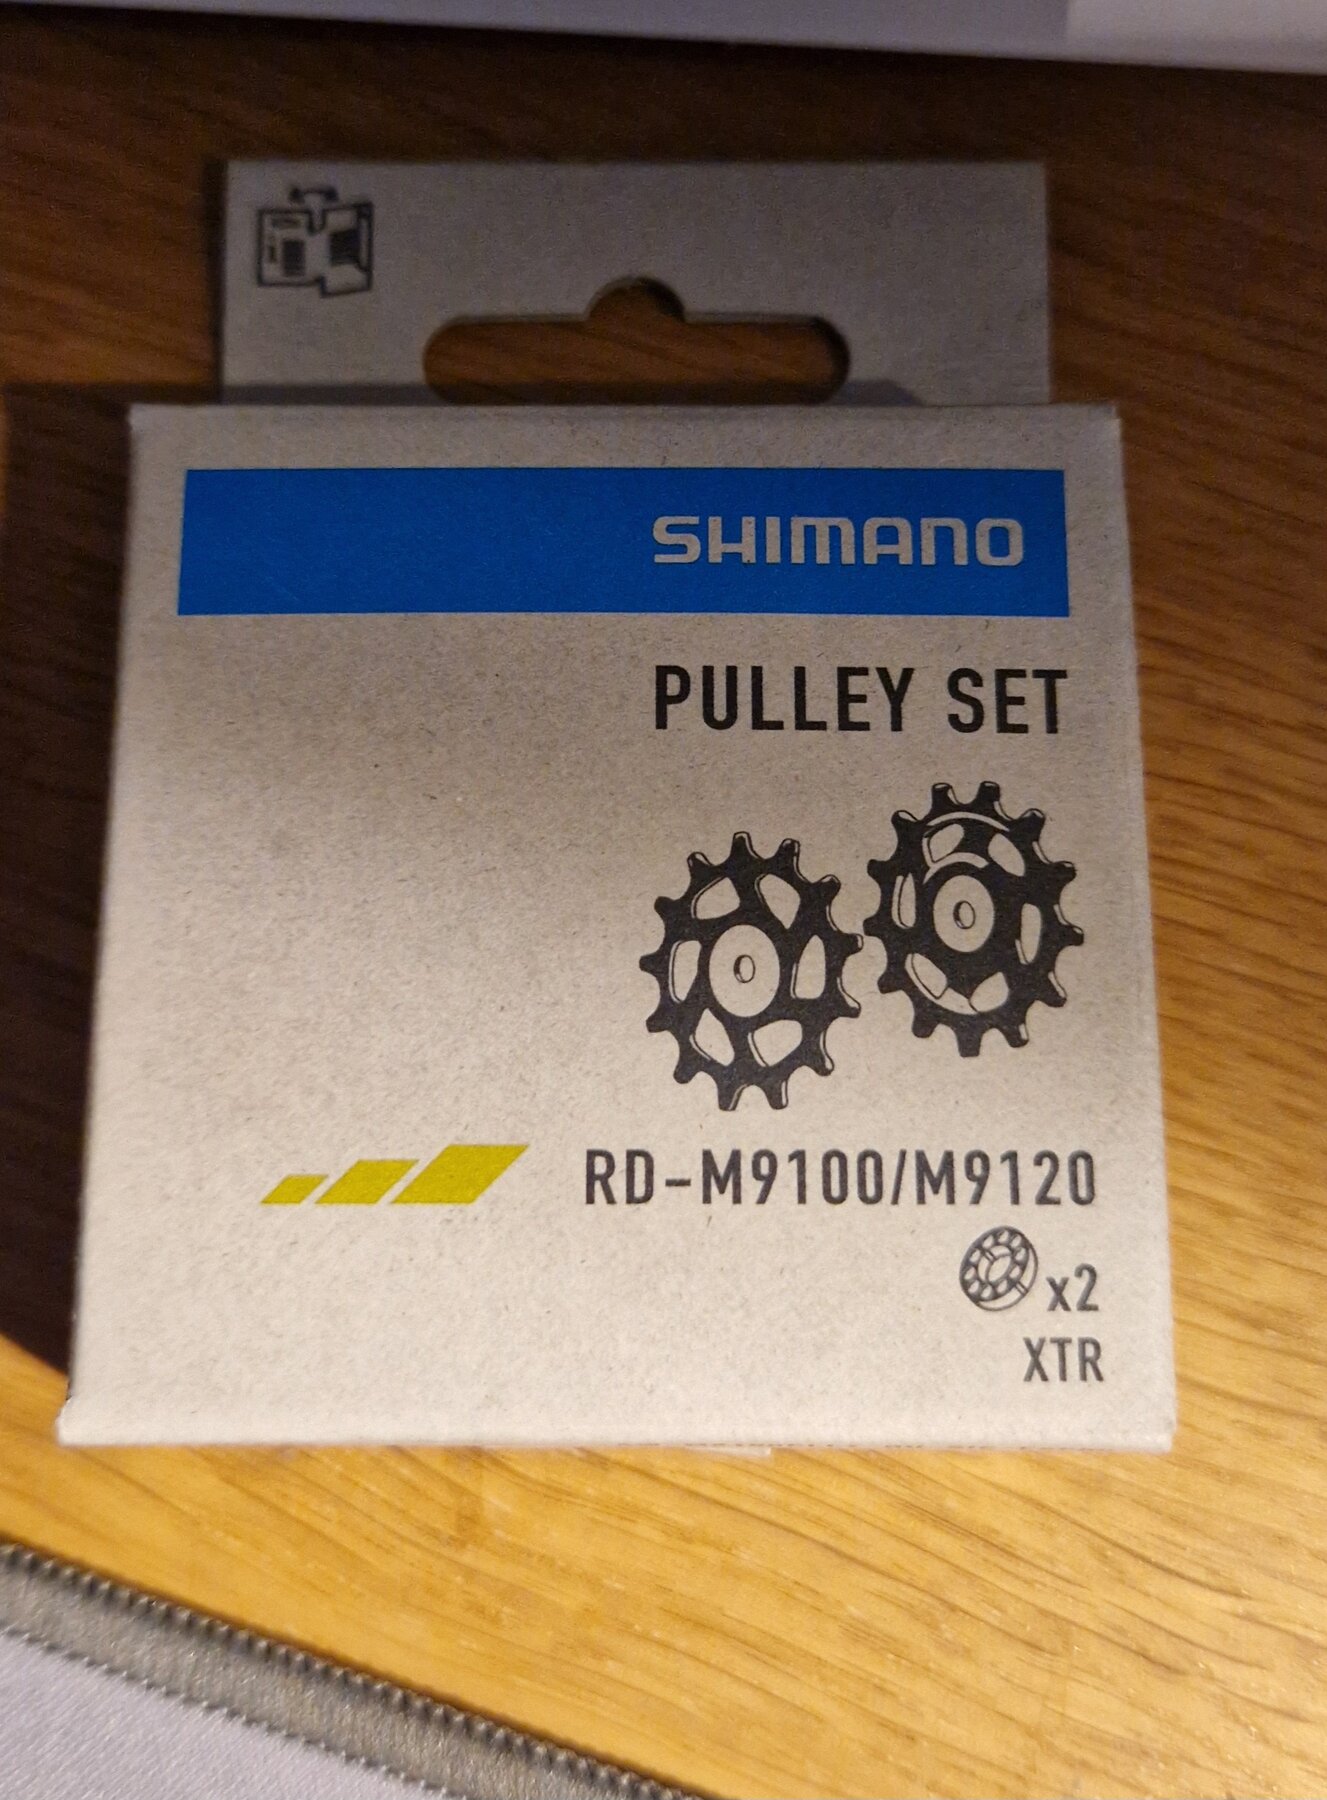 SHIMANO
PULLEY SET
RD-M9100/M9120
x2
XTR